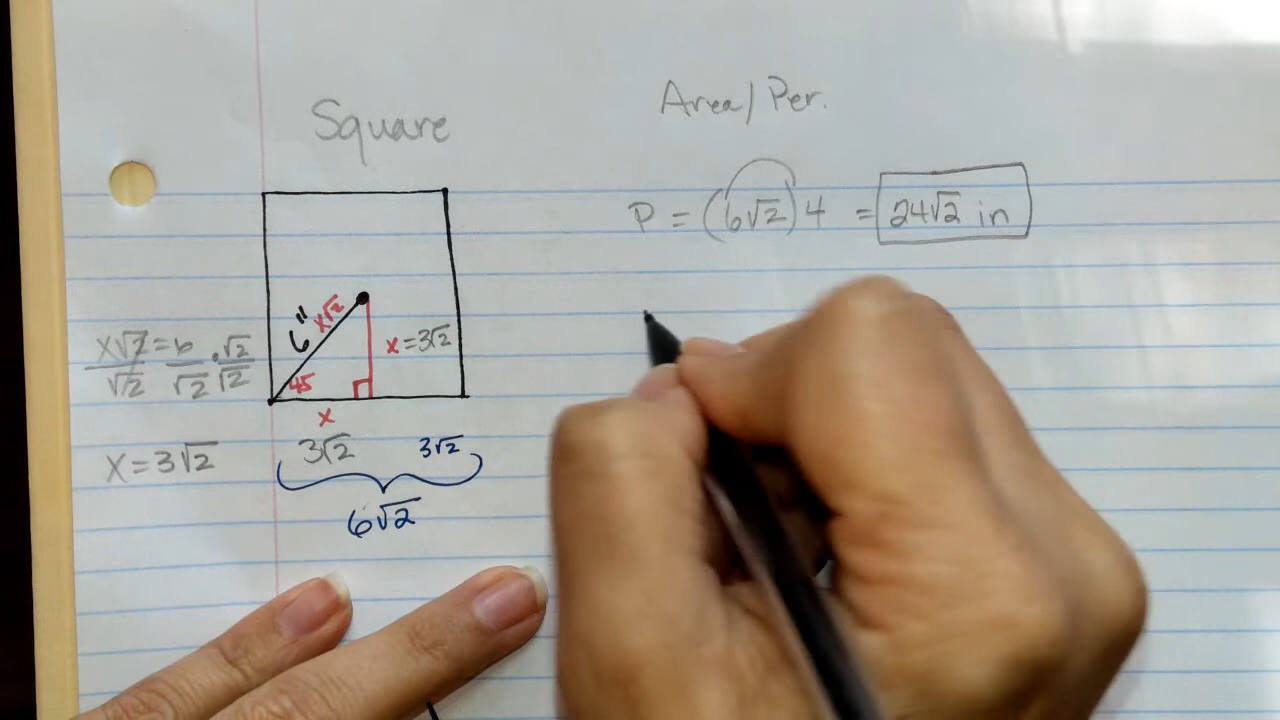 Square
Area/Per.
P = (6√2)4 = 24√2 in
6"
x√2
x=3√2
45
x
x√2 = 6 · √2
√2 √2 √2
x=3√2
3√2 3√2
6√2